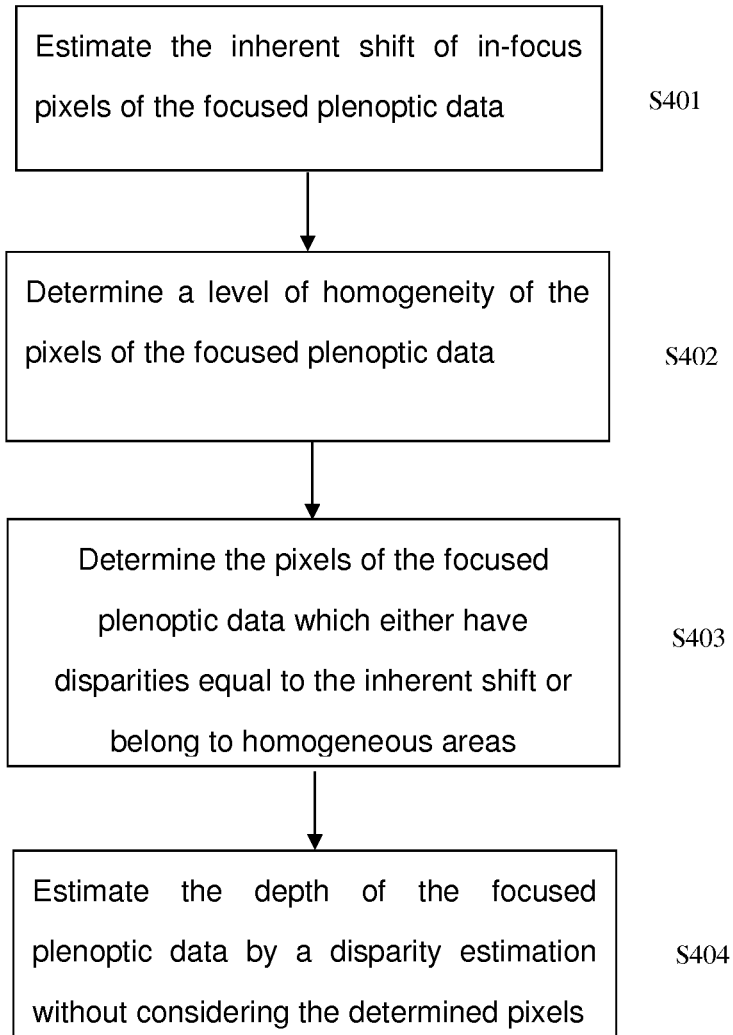 Estimate the inherent shift of in-focus
pixels of the focused plenoptic data
S401
Determine a level of homogeneity of the
pixels of the focused plenoptic data
S402
Determine the pixels of the focused
plenoptic data which either have
disparities equal to the inherent shift or
belong to homogeneous areas
S403
Estimate the depth of the focused
plenoptic data by a disparity estimation
without considering the determined pixels
S404